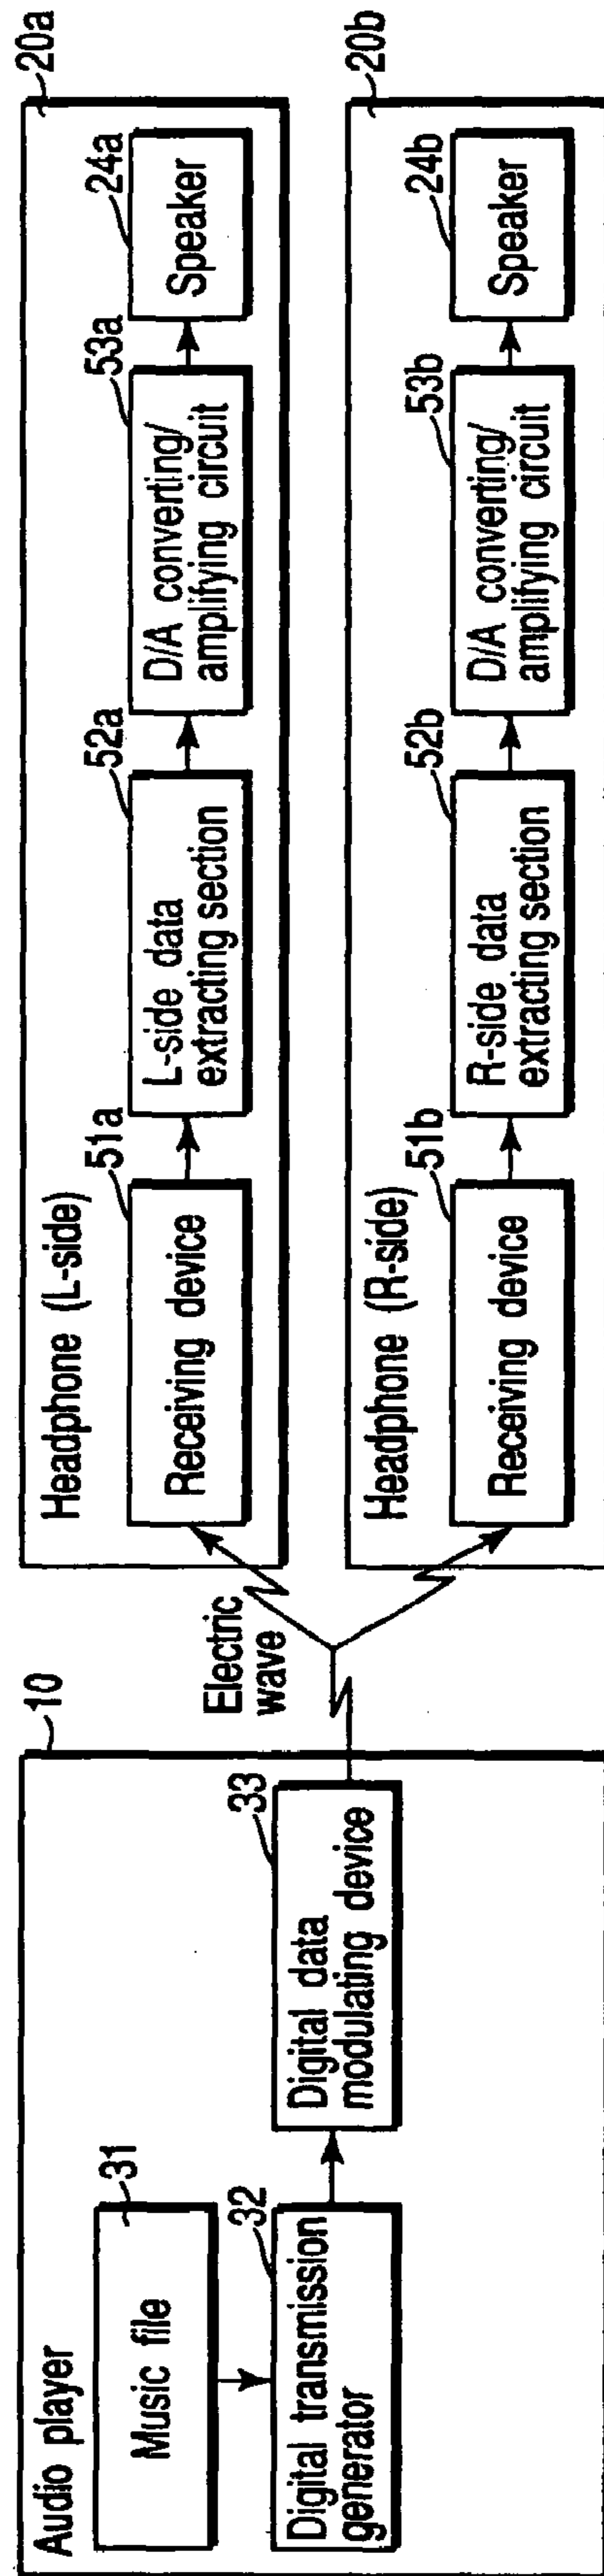 Audio player
10
Music file
31
Digital transmission
generator
32
Digital data
modulating device
33
Electric
wave
Headphone (L-side)
20a
Receiving device
51a
L-side data
extracting section
52a
D/A converting/
amplifying circuit
53a
Speaker
24a
Headphone (R-side)
20b
Receiving device
51b
R-side data
extracting section
52b
D/A converting/
amplifying circuit
53b
Speaker
24b